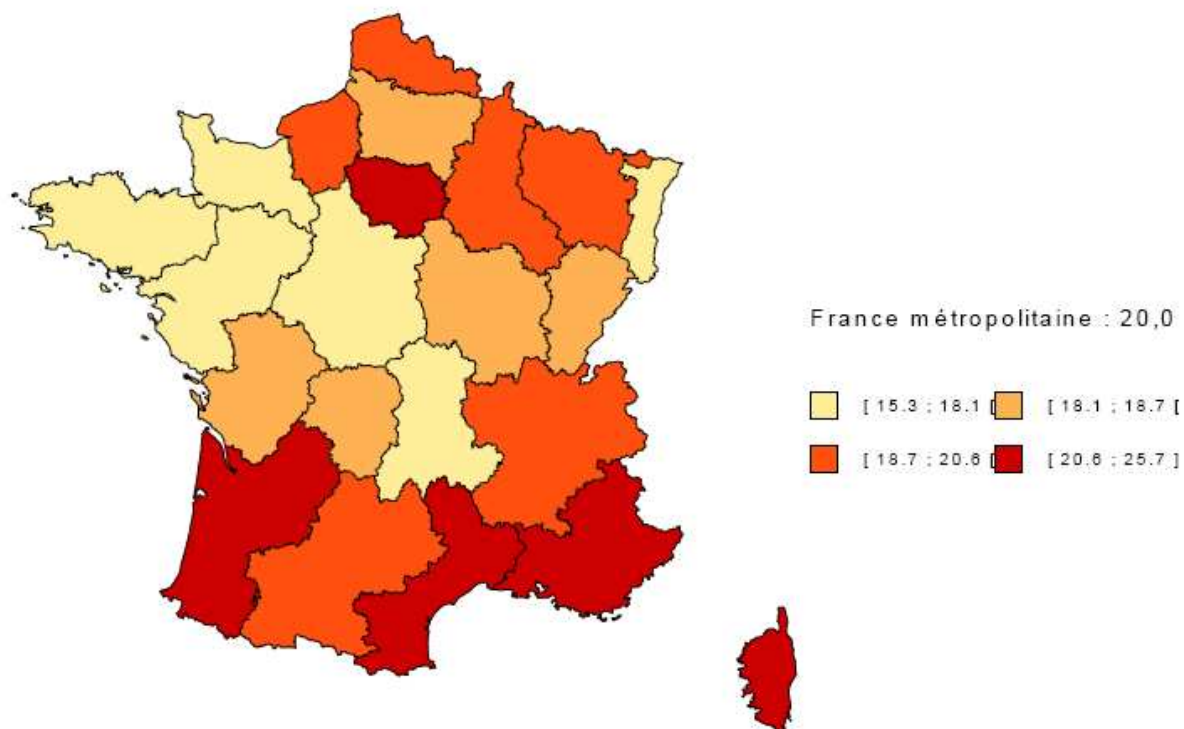 France métropolitaine : 20,0
[ 15.3 ; 18.1 [ [ 18.1 ; 18.7 [
[ 18.7 ; 20.6 [ [ 20.6 ; 25.7 ]